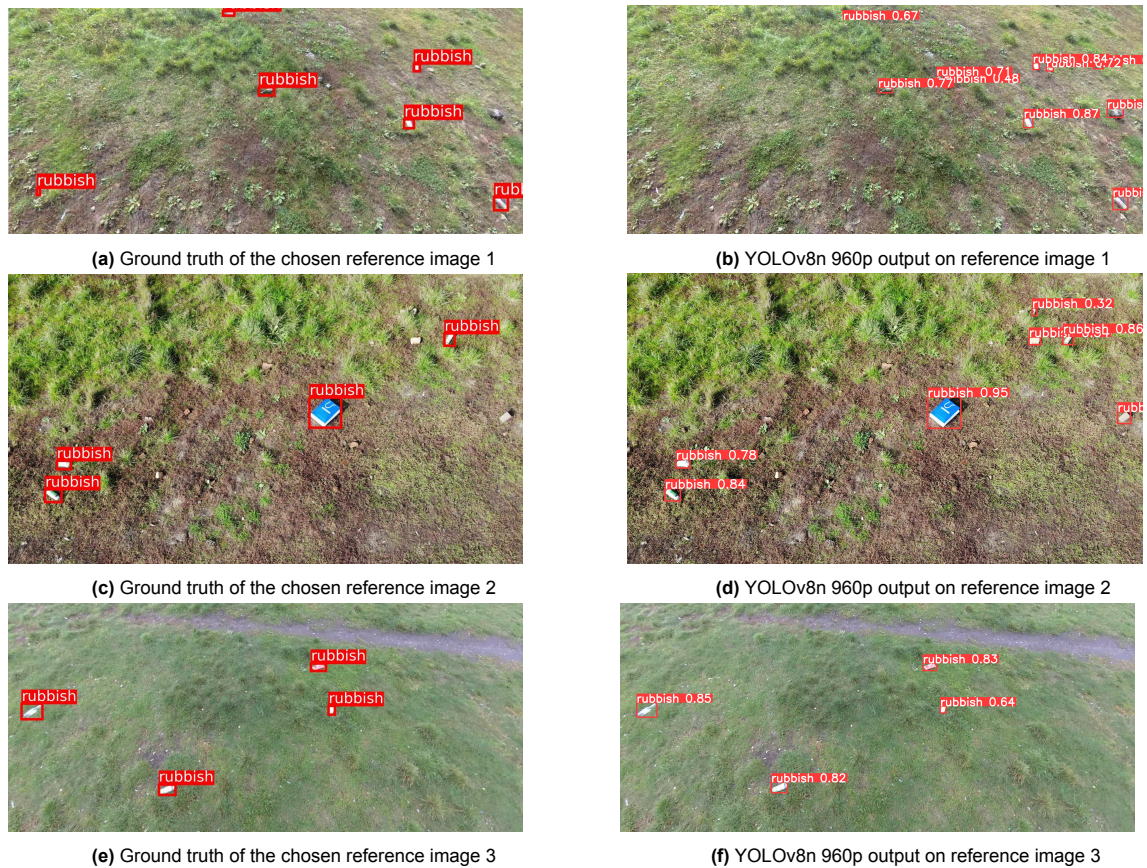 rubbish
rubbish
rubbish
rubbish
rubbish
(a) Ground truth of the chosen reference image 1
rubbish 0.67
rubbish 0.84
rubbish 0.71
rubbish 0.77
rubbish 0.87
rubbish
(b) YOLOv8n 960p output on reference image 1
rubbish
rubbish
rubbish
rubbish
(c) Ground truth of the chosen reference image 2
rubbish 0.32
rubbish 0.86
rubbish 0.95
rubb
rubbish 0.78
rubbish 0.84
(d) YOLOv8n 960p output on reference image 2
rubbish
rubbish
rubbish
rubbish
(e) Ground truth of the chosen reference image 3
rubbish 0.83
rubbish 0.85
rubbish 0.64
rubbish 0.82
(f) YOLOv8n 960p output on reference image 3